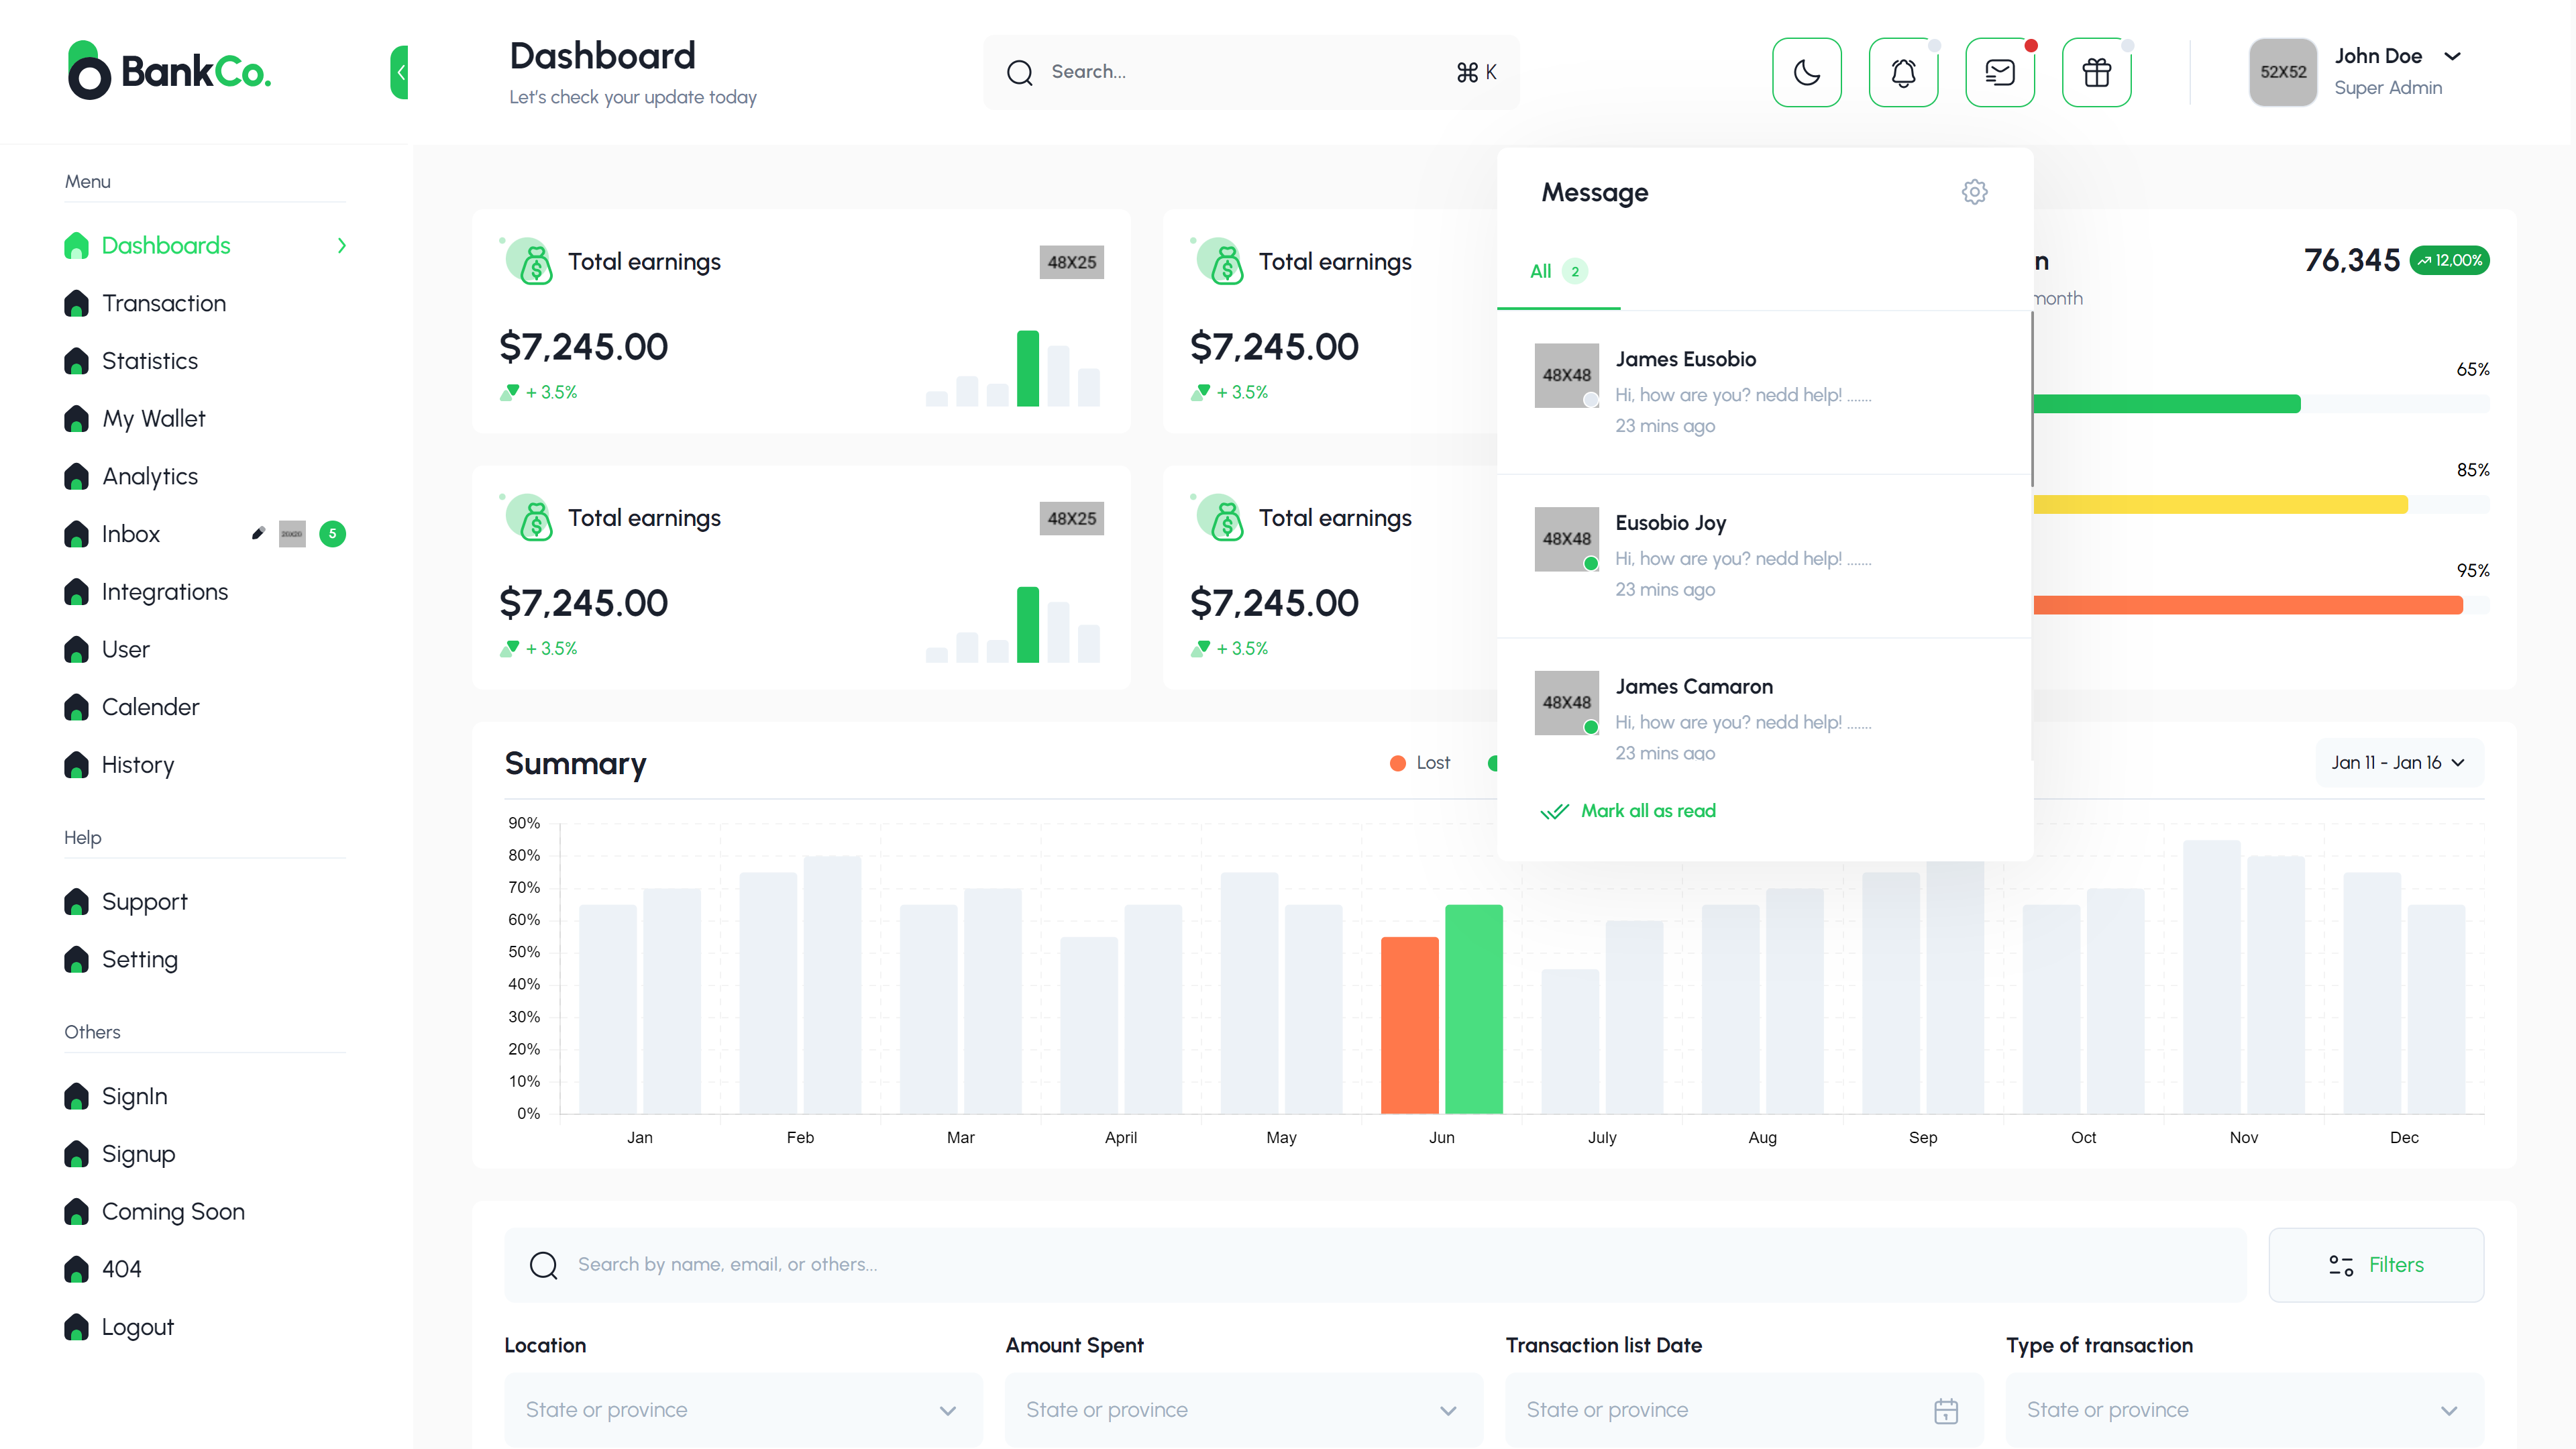 BankCo.
Dashboard
Let's check your update today
Search...
⌘ K
52X52
John Doe
Super Admin
Menu
Dashboards
Transaction
Statistics
My Wallet
Analytics
Inbox
20X20
5
Integrations
User
Calender
History
Help
Support
Setting
Others
SignIn
Signup
Coming Soon
404
Logout
Total earnings
48X25
$7,245.00
+ 3.5%
Total earnings
$7,245.00
+ 3.5%
Total earnings
48X25
$7,245.00
+ 3.5%
Total earnings
$7,245.00
+ 3.5%
Message
All 2
48X48
James Eusobio
Hi, how are you? nedd help! .......
23 mins ago
48X48
Eusobio Joy
Hi, how are you? nedd help! .......
23 mins ago
48X48
James Camaron
Hi, how are you? nedd help! .......
23 mins ago
Mark all as read
n
76,345
12,00%
month
65%
85%
95%
Summary
Lost
Jan 11 - Jan 16
90%
80%
70%
60%
50%
40%
30%
20%
10%
0%
Jan Feb Mar April May Jun July Aug Sep Oct Nov Dec
Search by name, email, or others...
Filters
Location
State or province
Amount Spent
State or province
Transaction list Date
State or province
Type of transaction
State or province